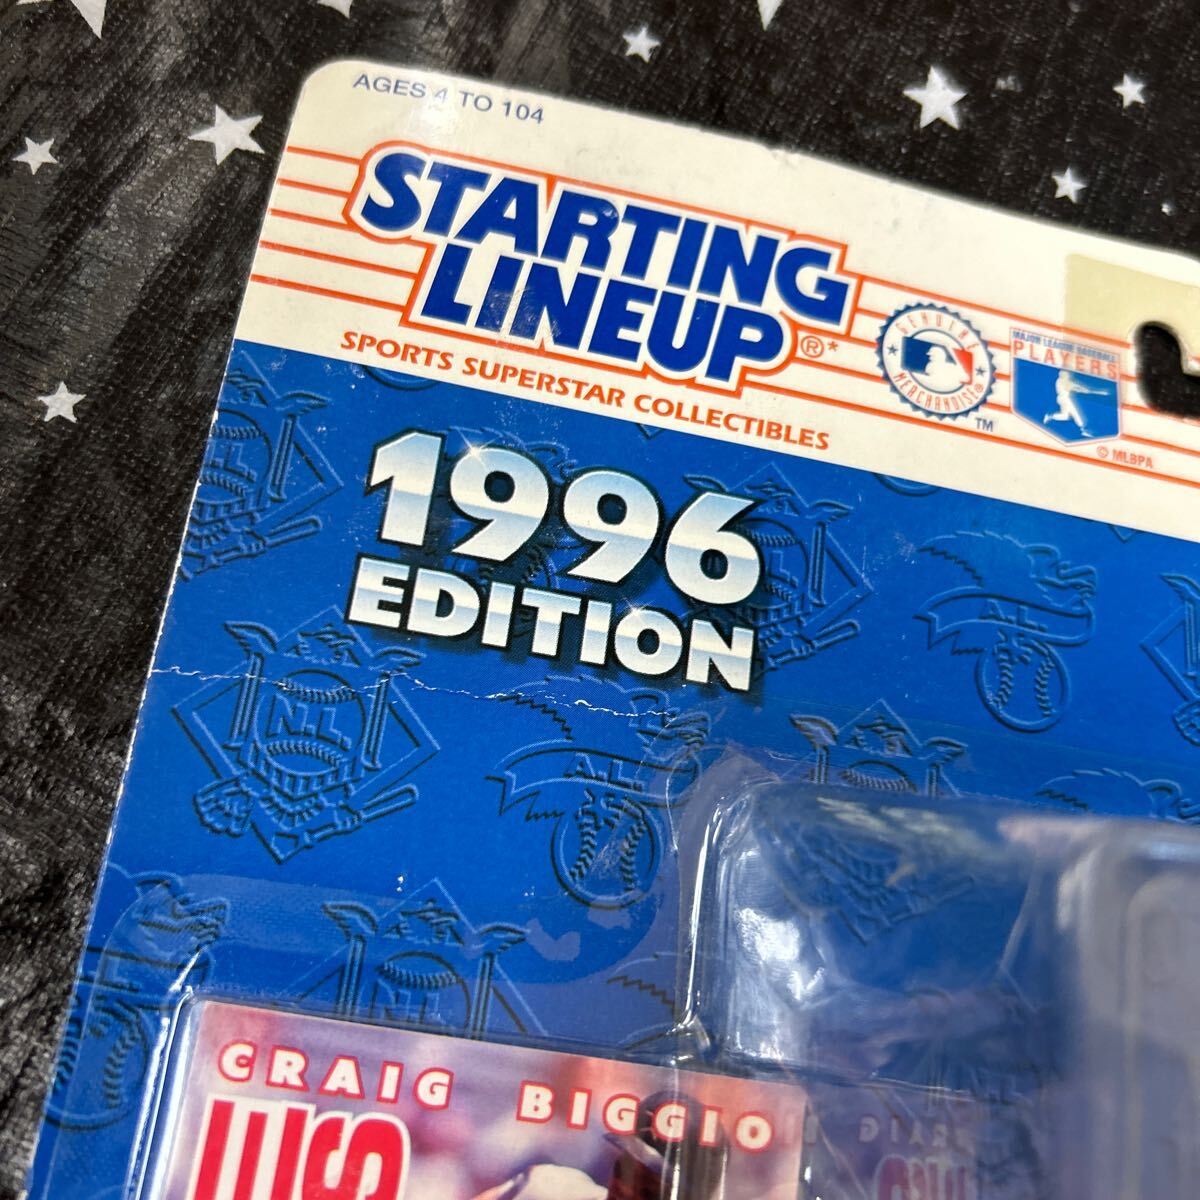 AGES 4 TO 104
STARTING
LINEUP®*
SPORTS SUPERSTAR COLLECTIBLES
GENUINE
MERCHANDISE®
TM
MAJOR LEAGUE BASEBALL
PLAYERS
© MLBPA
1996
EDITION
A.L.
N.L.
A.L.
N.L.
CRAIG BIGGIO